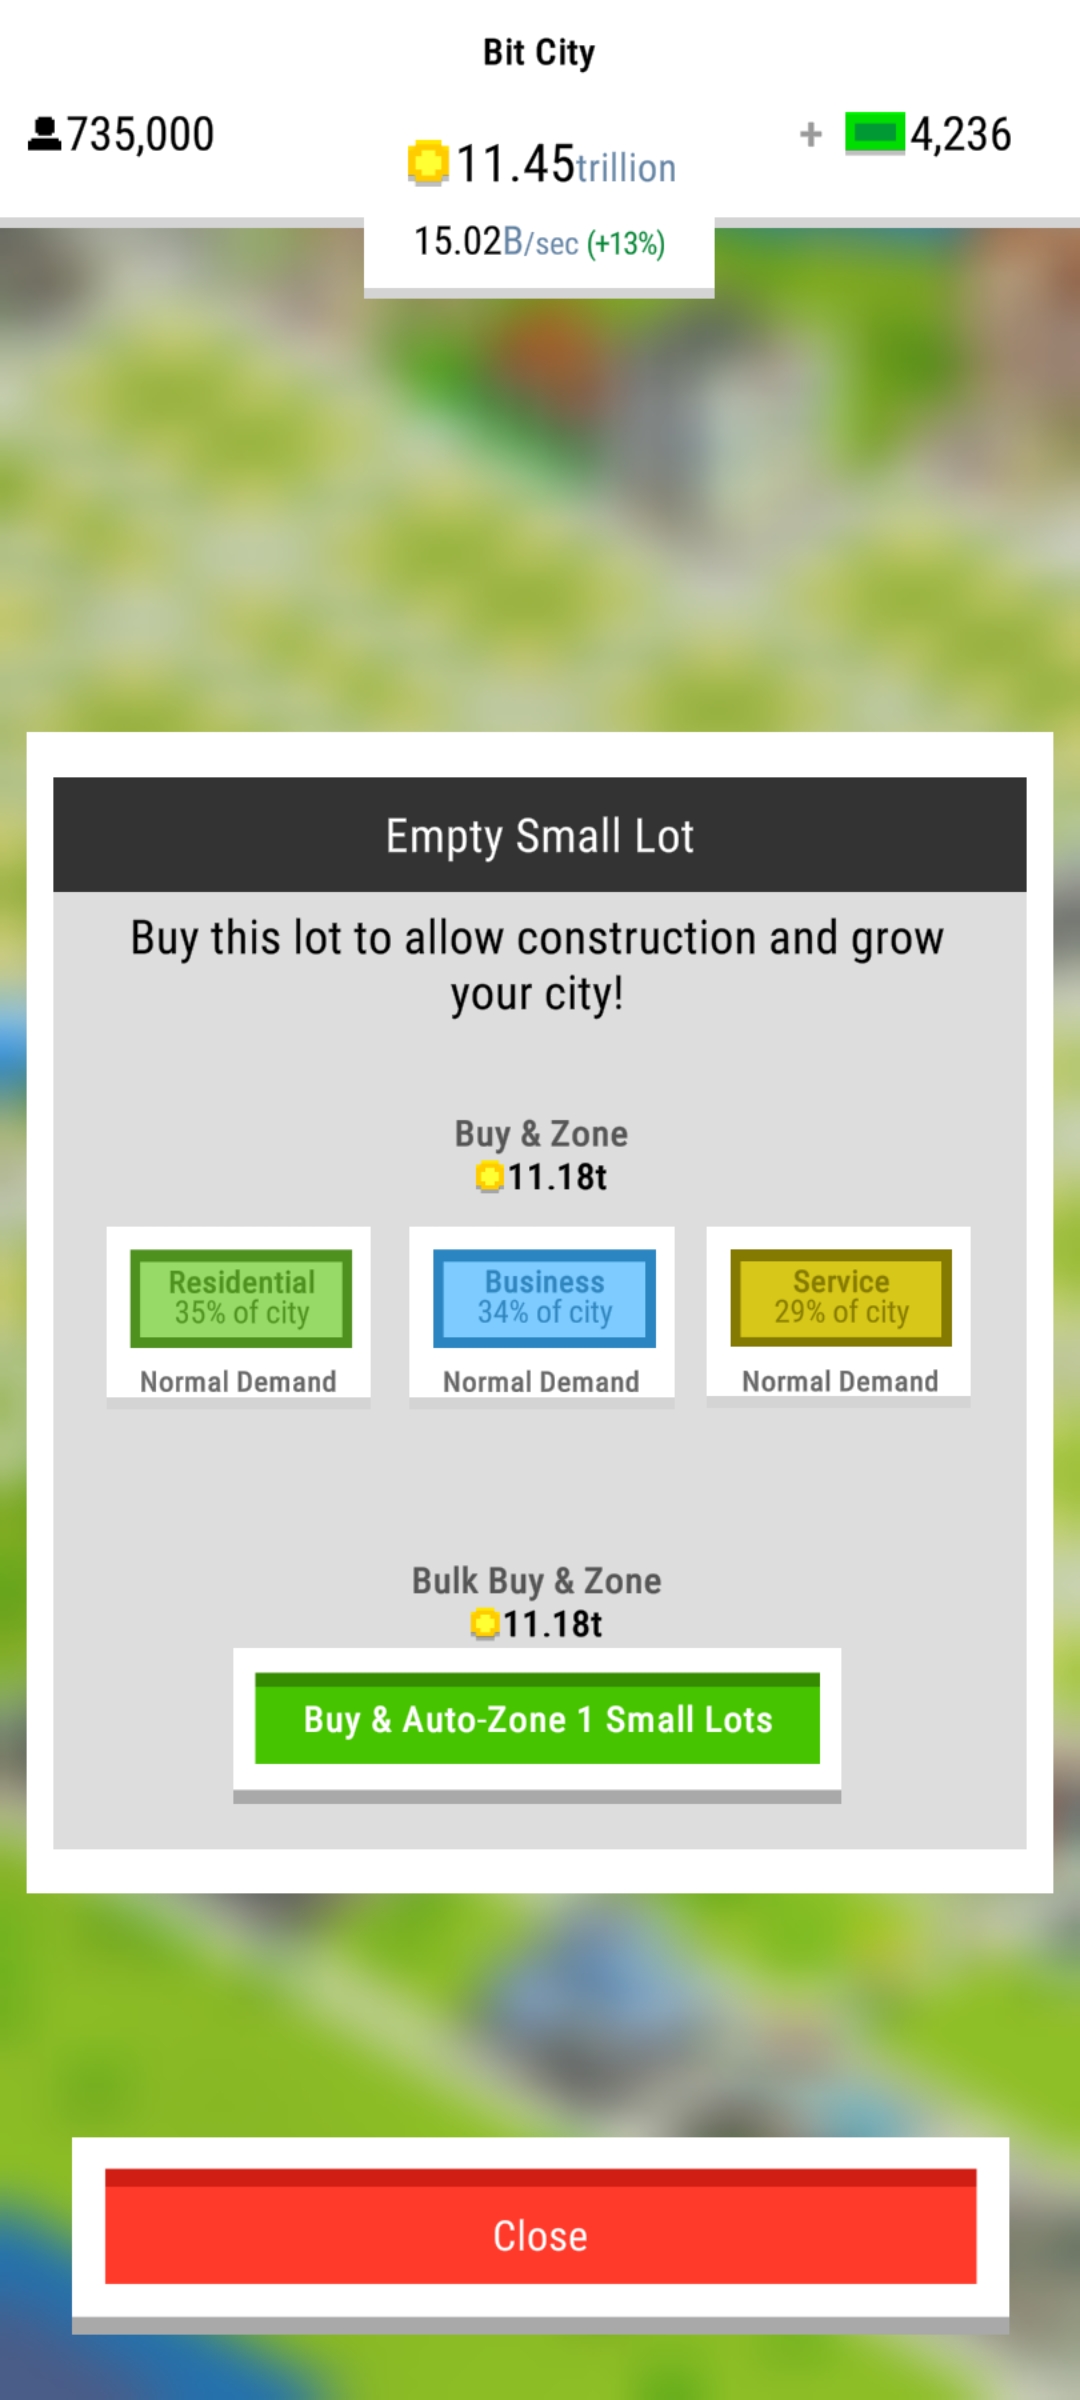 Bit City
735,000
11.45trillion
+ 4,236
15.02B/sec (+13%)
Empty Small Lot
Buy this lot to allow construction and grow
your city!
Buy & Zone
11.18t
Residential
35% of city
Normal Demand
Business
34% of city
Normal Demand
Service
29% of city
Normal Demand
Bulk Buy & Zone
11.18t
Buy & Auto-Zone 1 Small Lots
Close